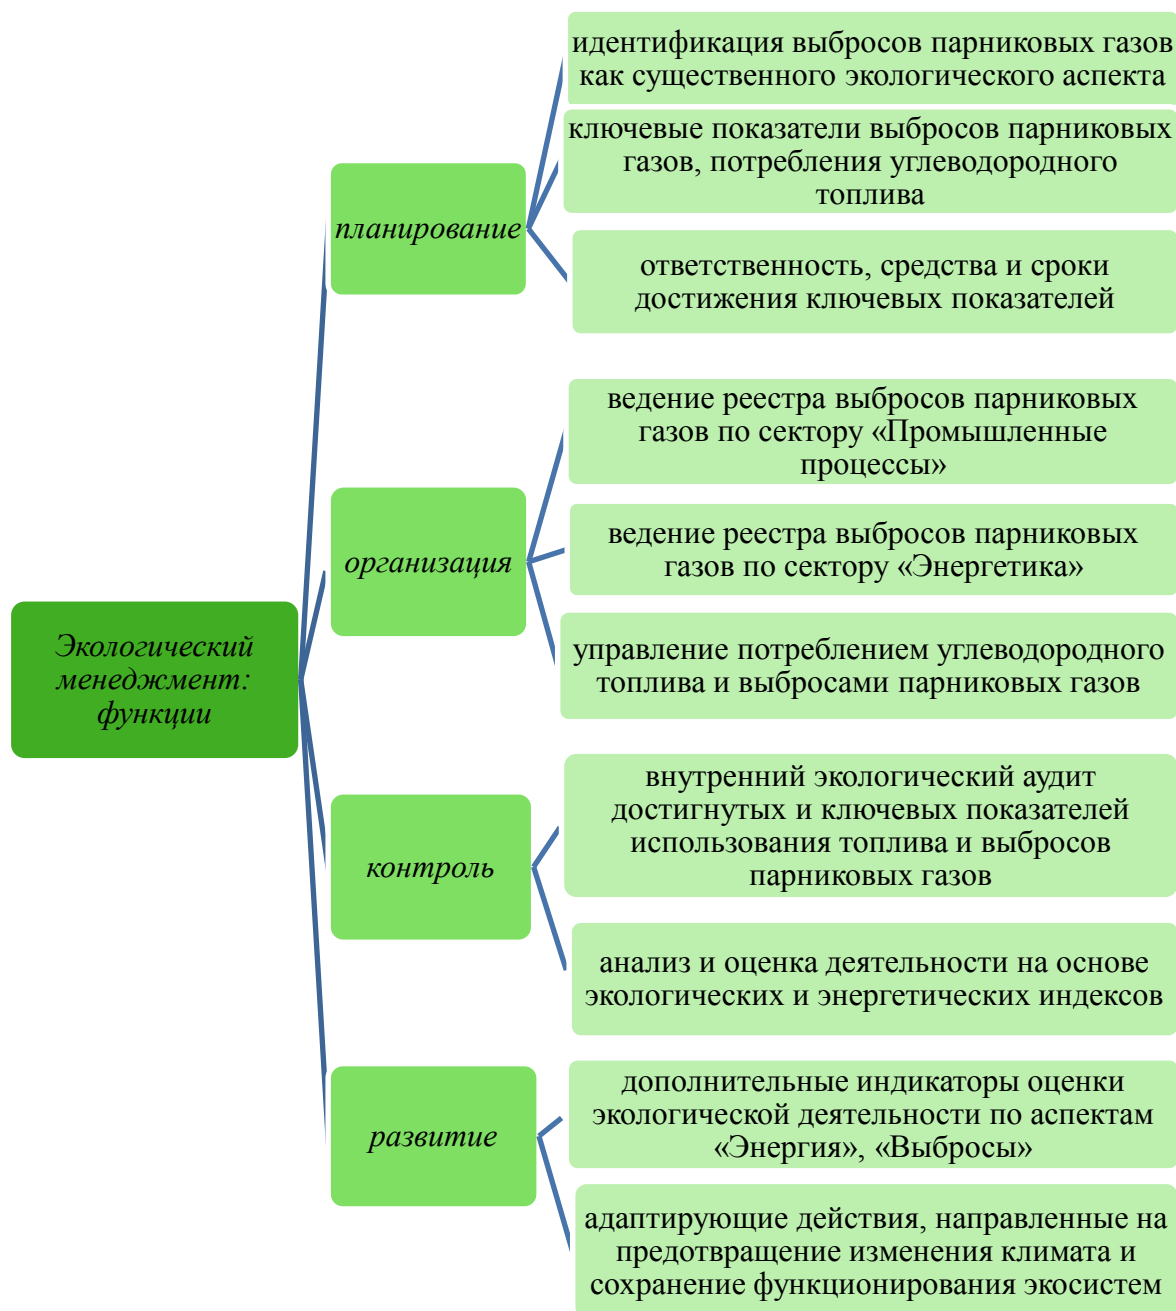 Экологический
менеджмент:
функции
планирование
идентификация выбросов парниковых газов
как существенного экологического аспекта
ключевые показатели выбросов парниковых
газов, потребления углеводородного
топлива
ответственность, средства и сроки
достижения ключевых показателей
организация
ведение реестра выбросов парниковых
газов по сектору «Промышленные
процессы»
ведение реестра выбросов парниковых
газов по сектору «Энергетика»
управление потреблением углеводородного
топлива и выбросами парниковых газов
контроль
внутренний экологический аудит
достигнутых и ключевых показателей
использования топлива и выбросов
парниковых газов
анализ и оценка деятельности на основе
экологических и энергетических индексов
развитие
дополнительные индикаторы оценки
экологической деятельности по аспектам
«Энергия», «Выбросы»
адаптирующие действия, направленные на
предотвращение изменения климата и
сохранение функционирования экосистем